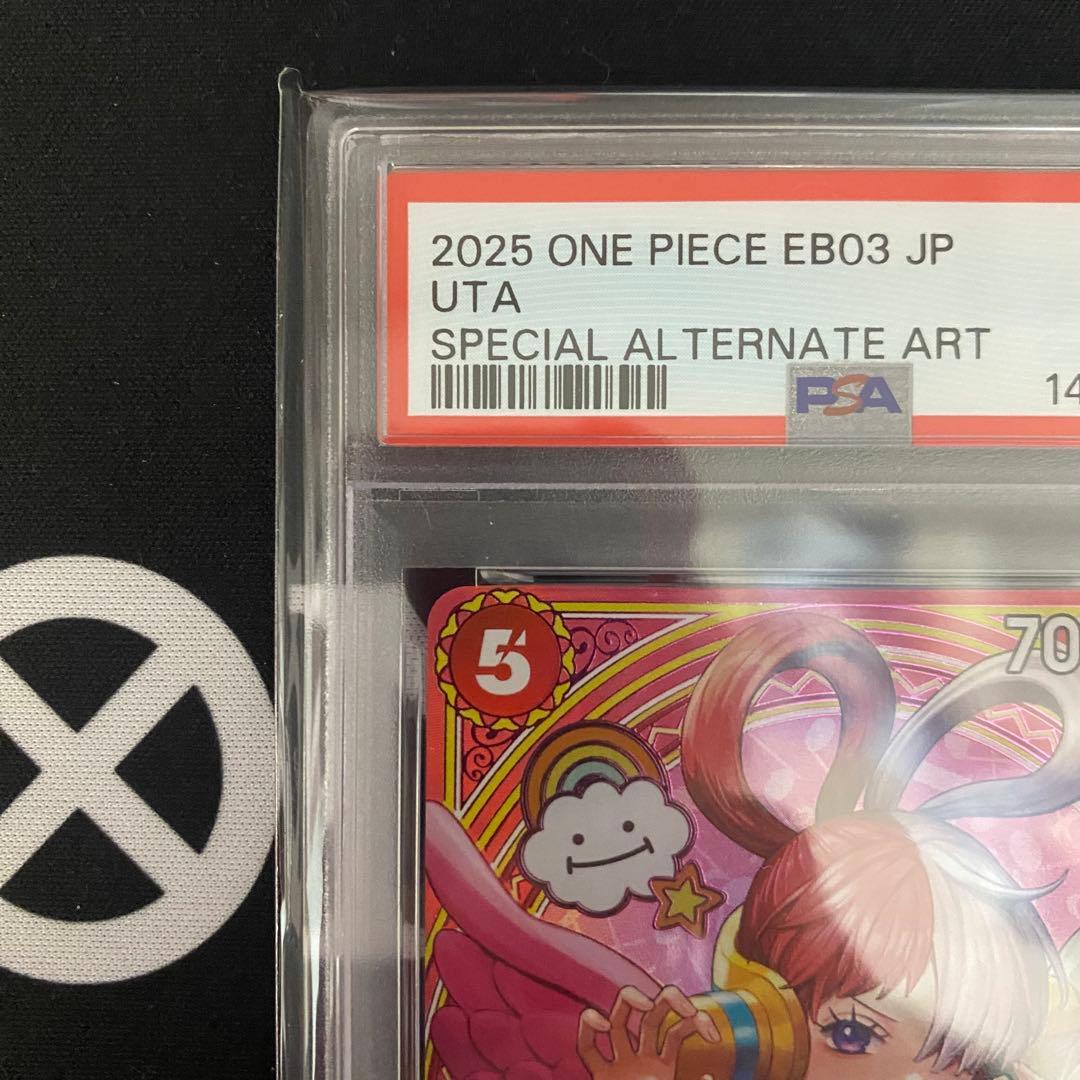 2025 ONE PIECE EB03 JP
UTA
SPECIAL ALTERNATE ART
PSA
14
5
70